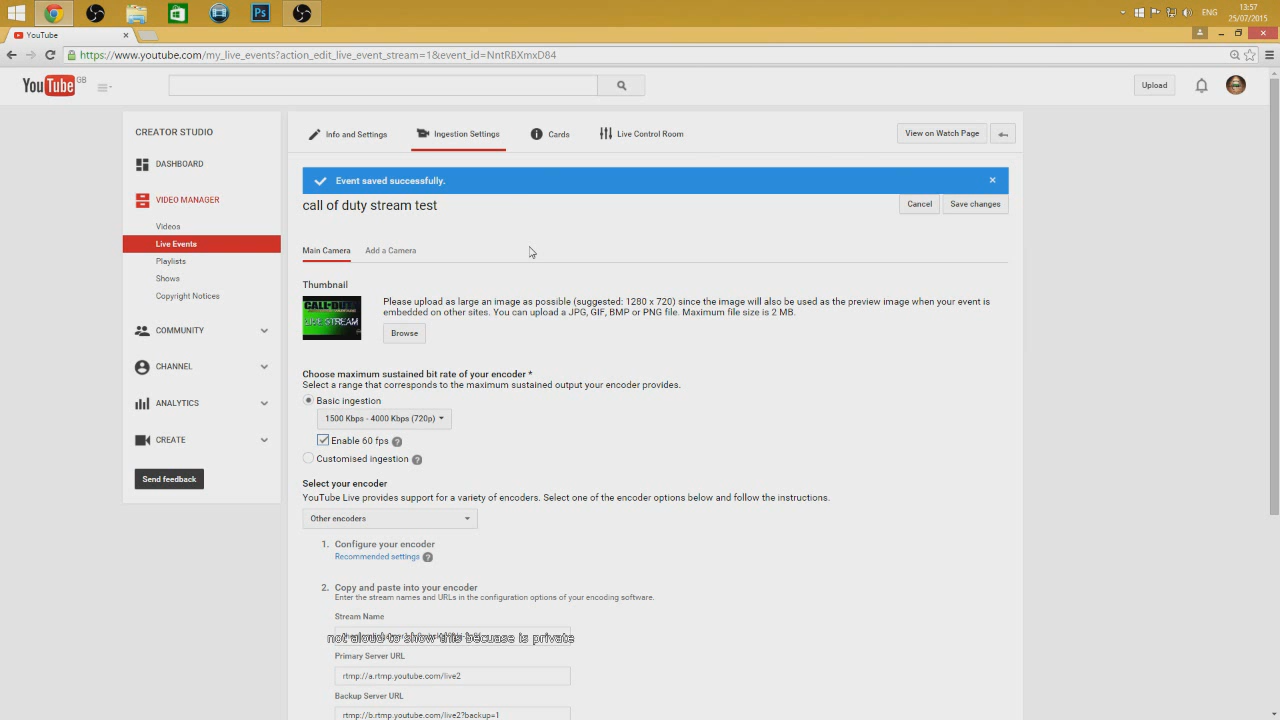 13:57
ENG
25/07/2015
YouTube
https://www.youtube.com/my_live_events?action_edit_live_event_stream=1&event_id=NntRBXmxD84
YouTube GB
Upload
CREATOR STUDIO
DASHBOARD
VIDEO MANAGER
Videos
Live Events
Playlists
Shows
Copyright Notices
COMMUNITY
CHANNEL
ANALYTICS
CREATE
Send feedback
Info and Settings
Ingestion Settings
Cards
Live Control Room
View on Watch Page
Event saved successfully.
call of duty stream test
Cancel
Save changes
Main Camera
Add a Camera
Thumbnail
CALL OF DUTY
LIVE STREAM
Please upload as large an image as possible (suggested: 1280 x 720) since the image will also be used as the preview image when your event is
embedded on other sites. You can upload a JPG, GIF, BMP or PNG file. Maximum file size is 2 MB.
Browse
Choose maximum sustained bit rate of your encoder *
Select a range that corresponds to the maximum sustained output your encoder provides.
Basic ingestion
1500 Kbps - 4000 Kbps (720p)
Enable 60 fps ?
Customised ingestion ?
Select your encoder
YouTube Live provides support for a variety of encoders. Select one of the encoder options below and follow the instructions.
Other encoders
1. Configure your encoder
Recommended settings ?
2. Copy and paste into your encoder
Enter the stream names and URLs in the configuration options of your encoding software.
Stream Name
not aloud to show this becuase is private
Primary Server URL
rtmp://a.rtmp.youtube.com/live2
Backup Server URL
rtmp://b.rtmp.youtube.com/live2?backup=1